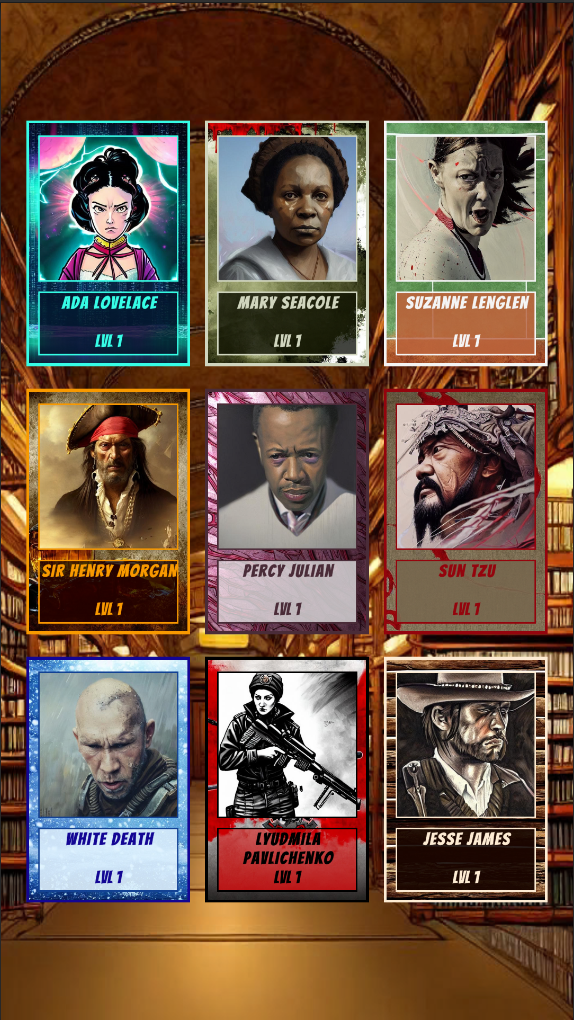 ADA LOVELACE
LVL 1
MARY SEACOLE
LVL 1
SUZANNE LENGLEN
LVL 1
SIR HENRY MORGAN
LVL 1
PERCY JULIAN
LVL 1
SUN TZU
LVL 1
WHITE DEATH
LVL 1
LYUDMILA
PAVLICHENKO
LVL 1
JESSE JAMES
LVL 1